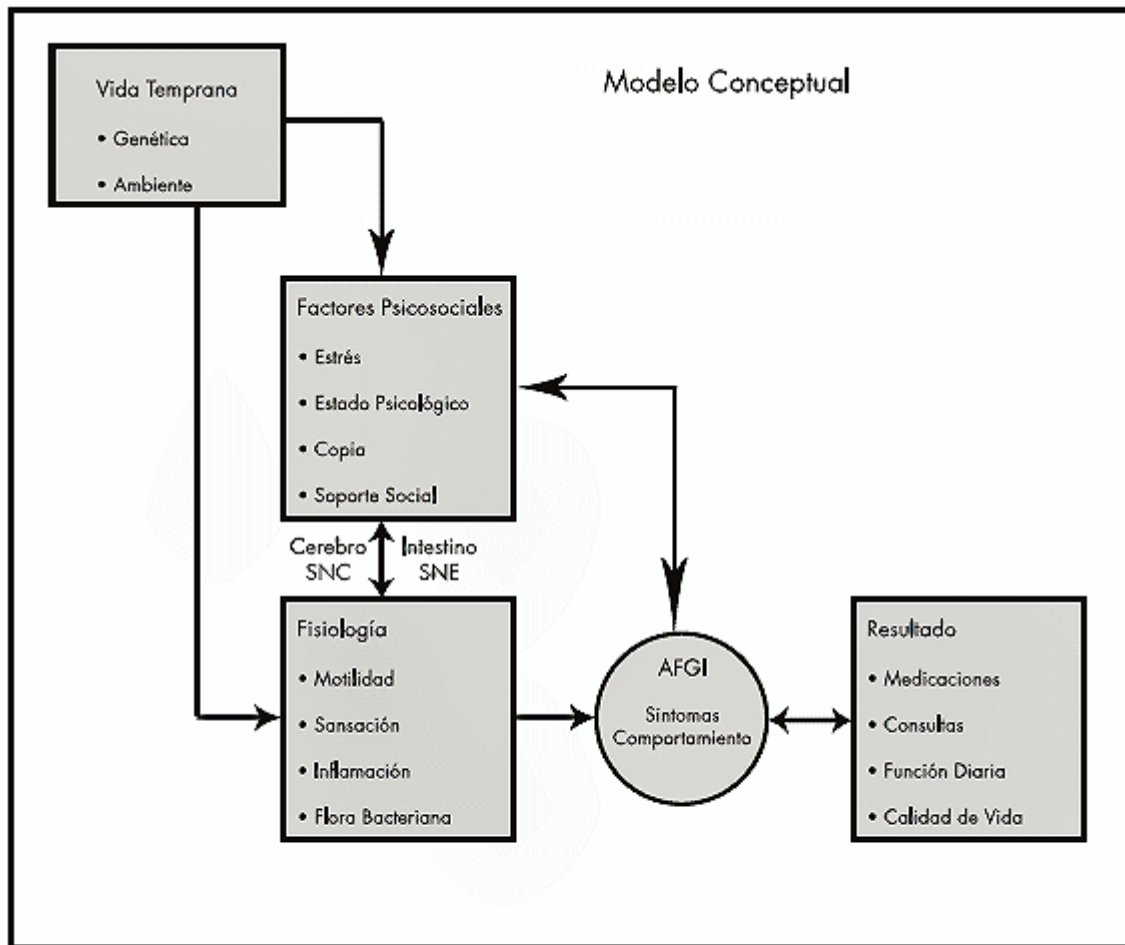 Modelo Conceptual
Vida Temprana
• Genética
• Ambiente
Factores Psicosociales
• Estrés
• Estado Psicológico
• Copia
• Soporte Social
Cerebro Intestino
SNC SNE
Fisiología
• Motilidad
• Sansación
• Inflamación
• Flora Bacteriana
AFGI
Síntomas
Comportamiento
Resultado
• Medicaciones
• Consultas
• Función Diaria
• Calidad de Vida